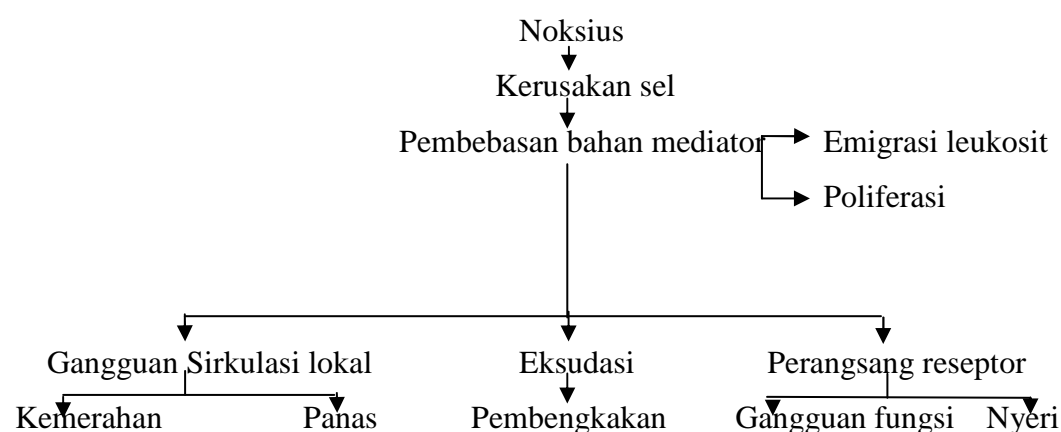 Noksius
Kerusakan sel
Pembebasan bahan mediator Emigrasi leukosit
Poliferasi
Gangguan Sirkulasi lokal Eksudasi Perangsang reseptor
Kemerahan Panas Pembengkakan Gangguan fungsi Nyeri